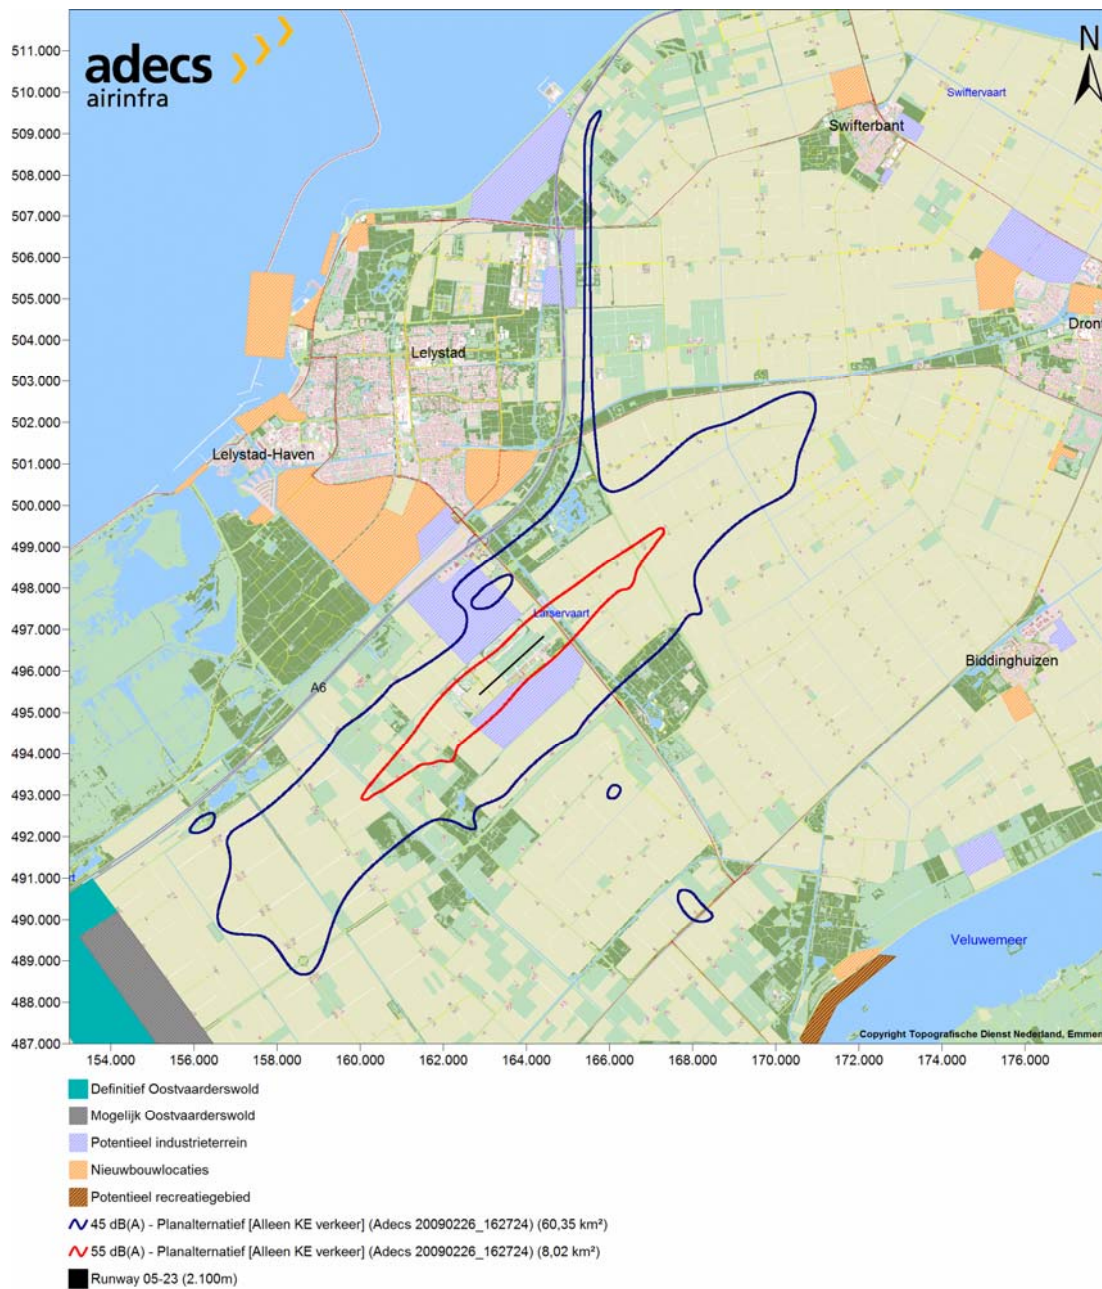 adecs
airinfra
N
511.000
510.000
509.000
508.000
507.000
506.000
505.000
504.000
503.000
502.000
501.000
500.000
499.000
498.000
497.000
496.000
495.000
494.000
493.000
492.000
491.000
490.000
489.000
488.000
487.000
Swiftervaart
Swifterbant
Dront
Lelystad
Lelystad-Haven
Larservaart
Biddinghuizen
A6
Veluwemeer
Copyright Topografische Dienst Nederland, Emmen
154.000 156.000 158.000 160.000 162.000 164.000 166.000 168.000 170.000 172.000 174.000 176.000
Definitief Oostvaarderswold
Mogelijk Oostvaarderswold
Potentieel industrieterrein
Nieuwbouwlocaties
Potentieel recreatiegebied
45 dB(A) - Planalternatief [Alleen KE verkeer] (Adecs 20090226_162724) (60,35 km²)
55 dB(A) - Planalternatief [Alleen KE verkeer] (Adecs 20090226_162724) (8,02 km²)
Runway 05-23 (2.100m)